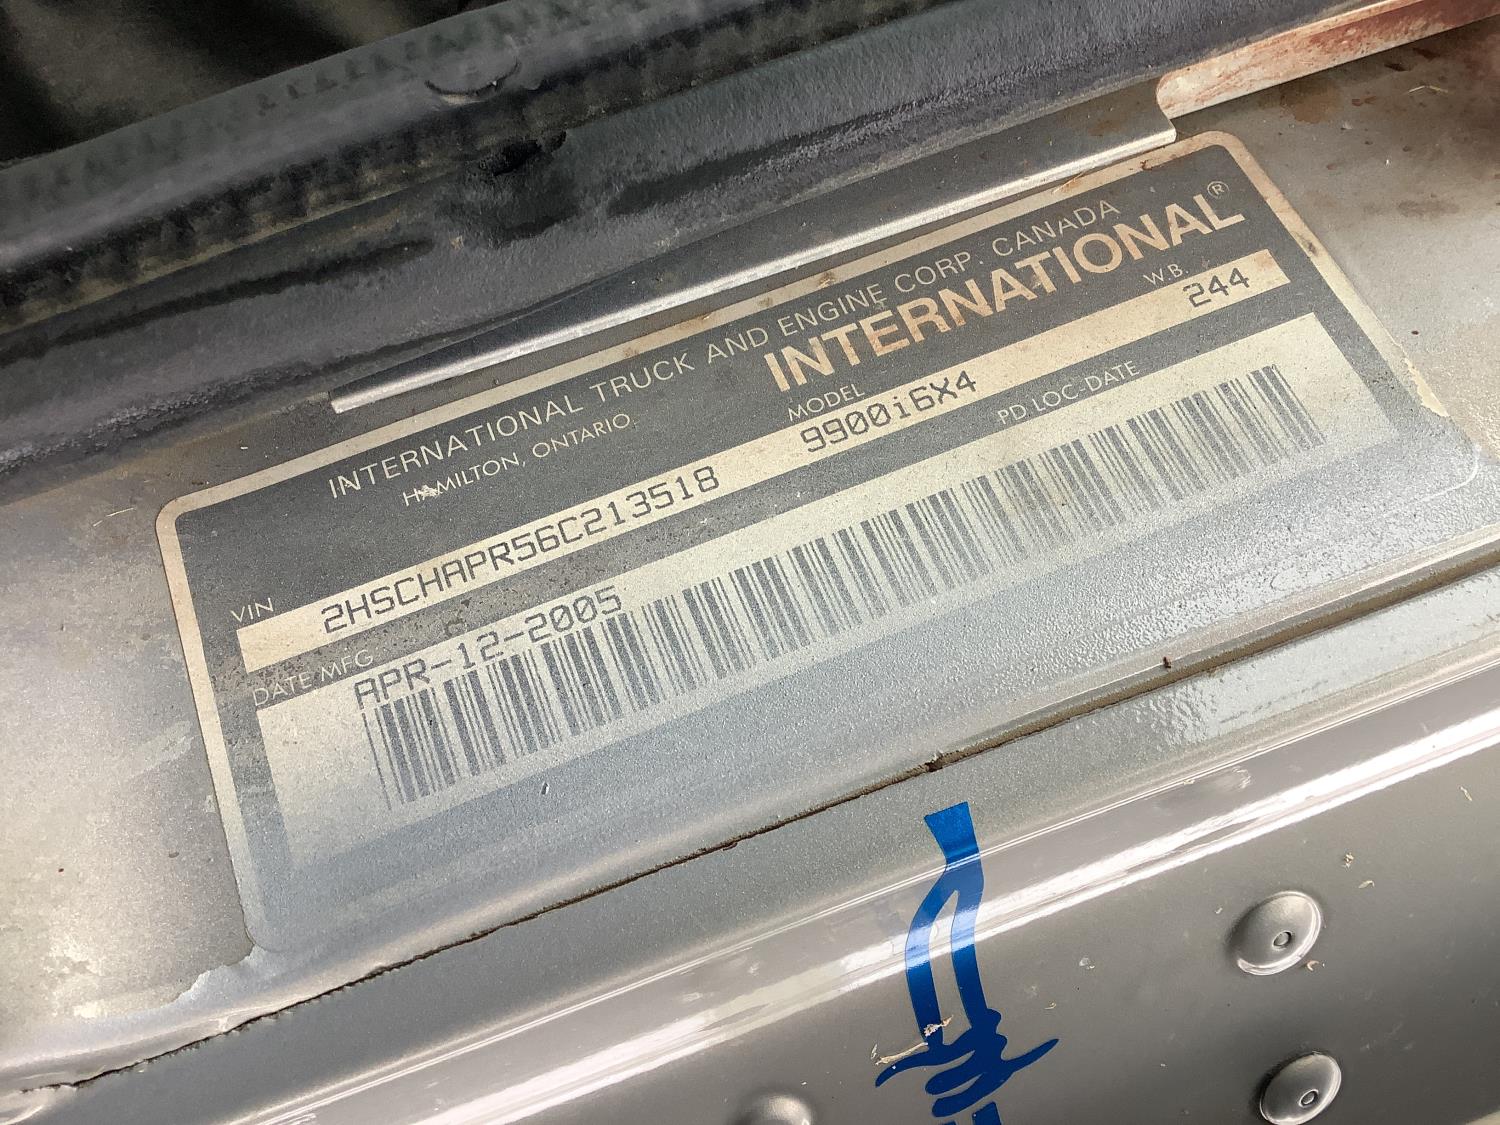 INTERNATIONAL TRUCK AND ENGINE CORP. CANADA
HAMILTON, ONTARIO
INTERNATIONAL®
VIN
2HSCHAPR56C213518
MODEL
9900i6X4
W.B.
244
DATE MFG
APR-12-2005
PD LOC-DATE